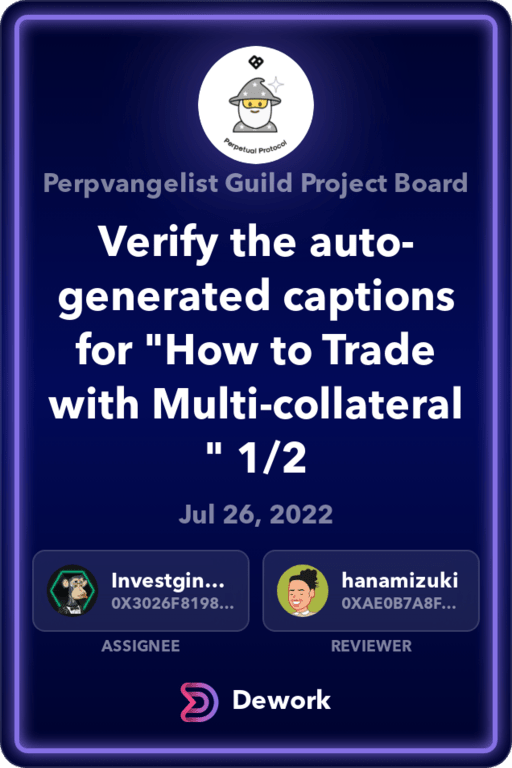 Perpetual Protocol
Perpvangelist Guild Project Board
Verify the auto-
generated captions
for "How to Trade
with Multi-collateral
" 1/2
Jul 26, 2022
Investgin...
0X3026F8198...
hanamizuki
0XAE0B7A8F...
ASSIGNEE
REVIEWER
Dework